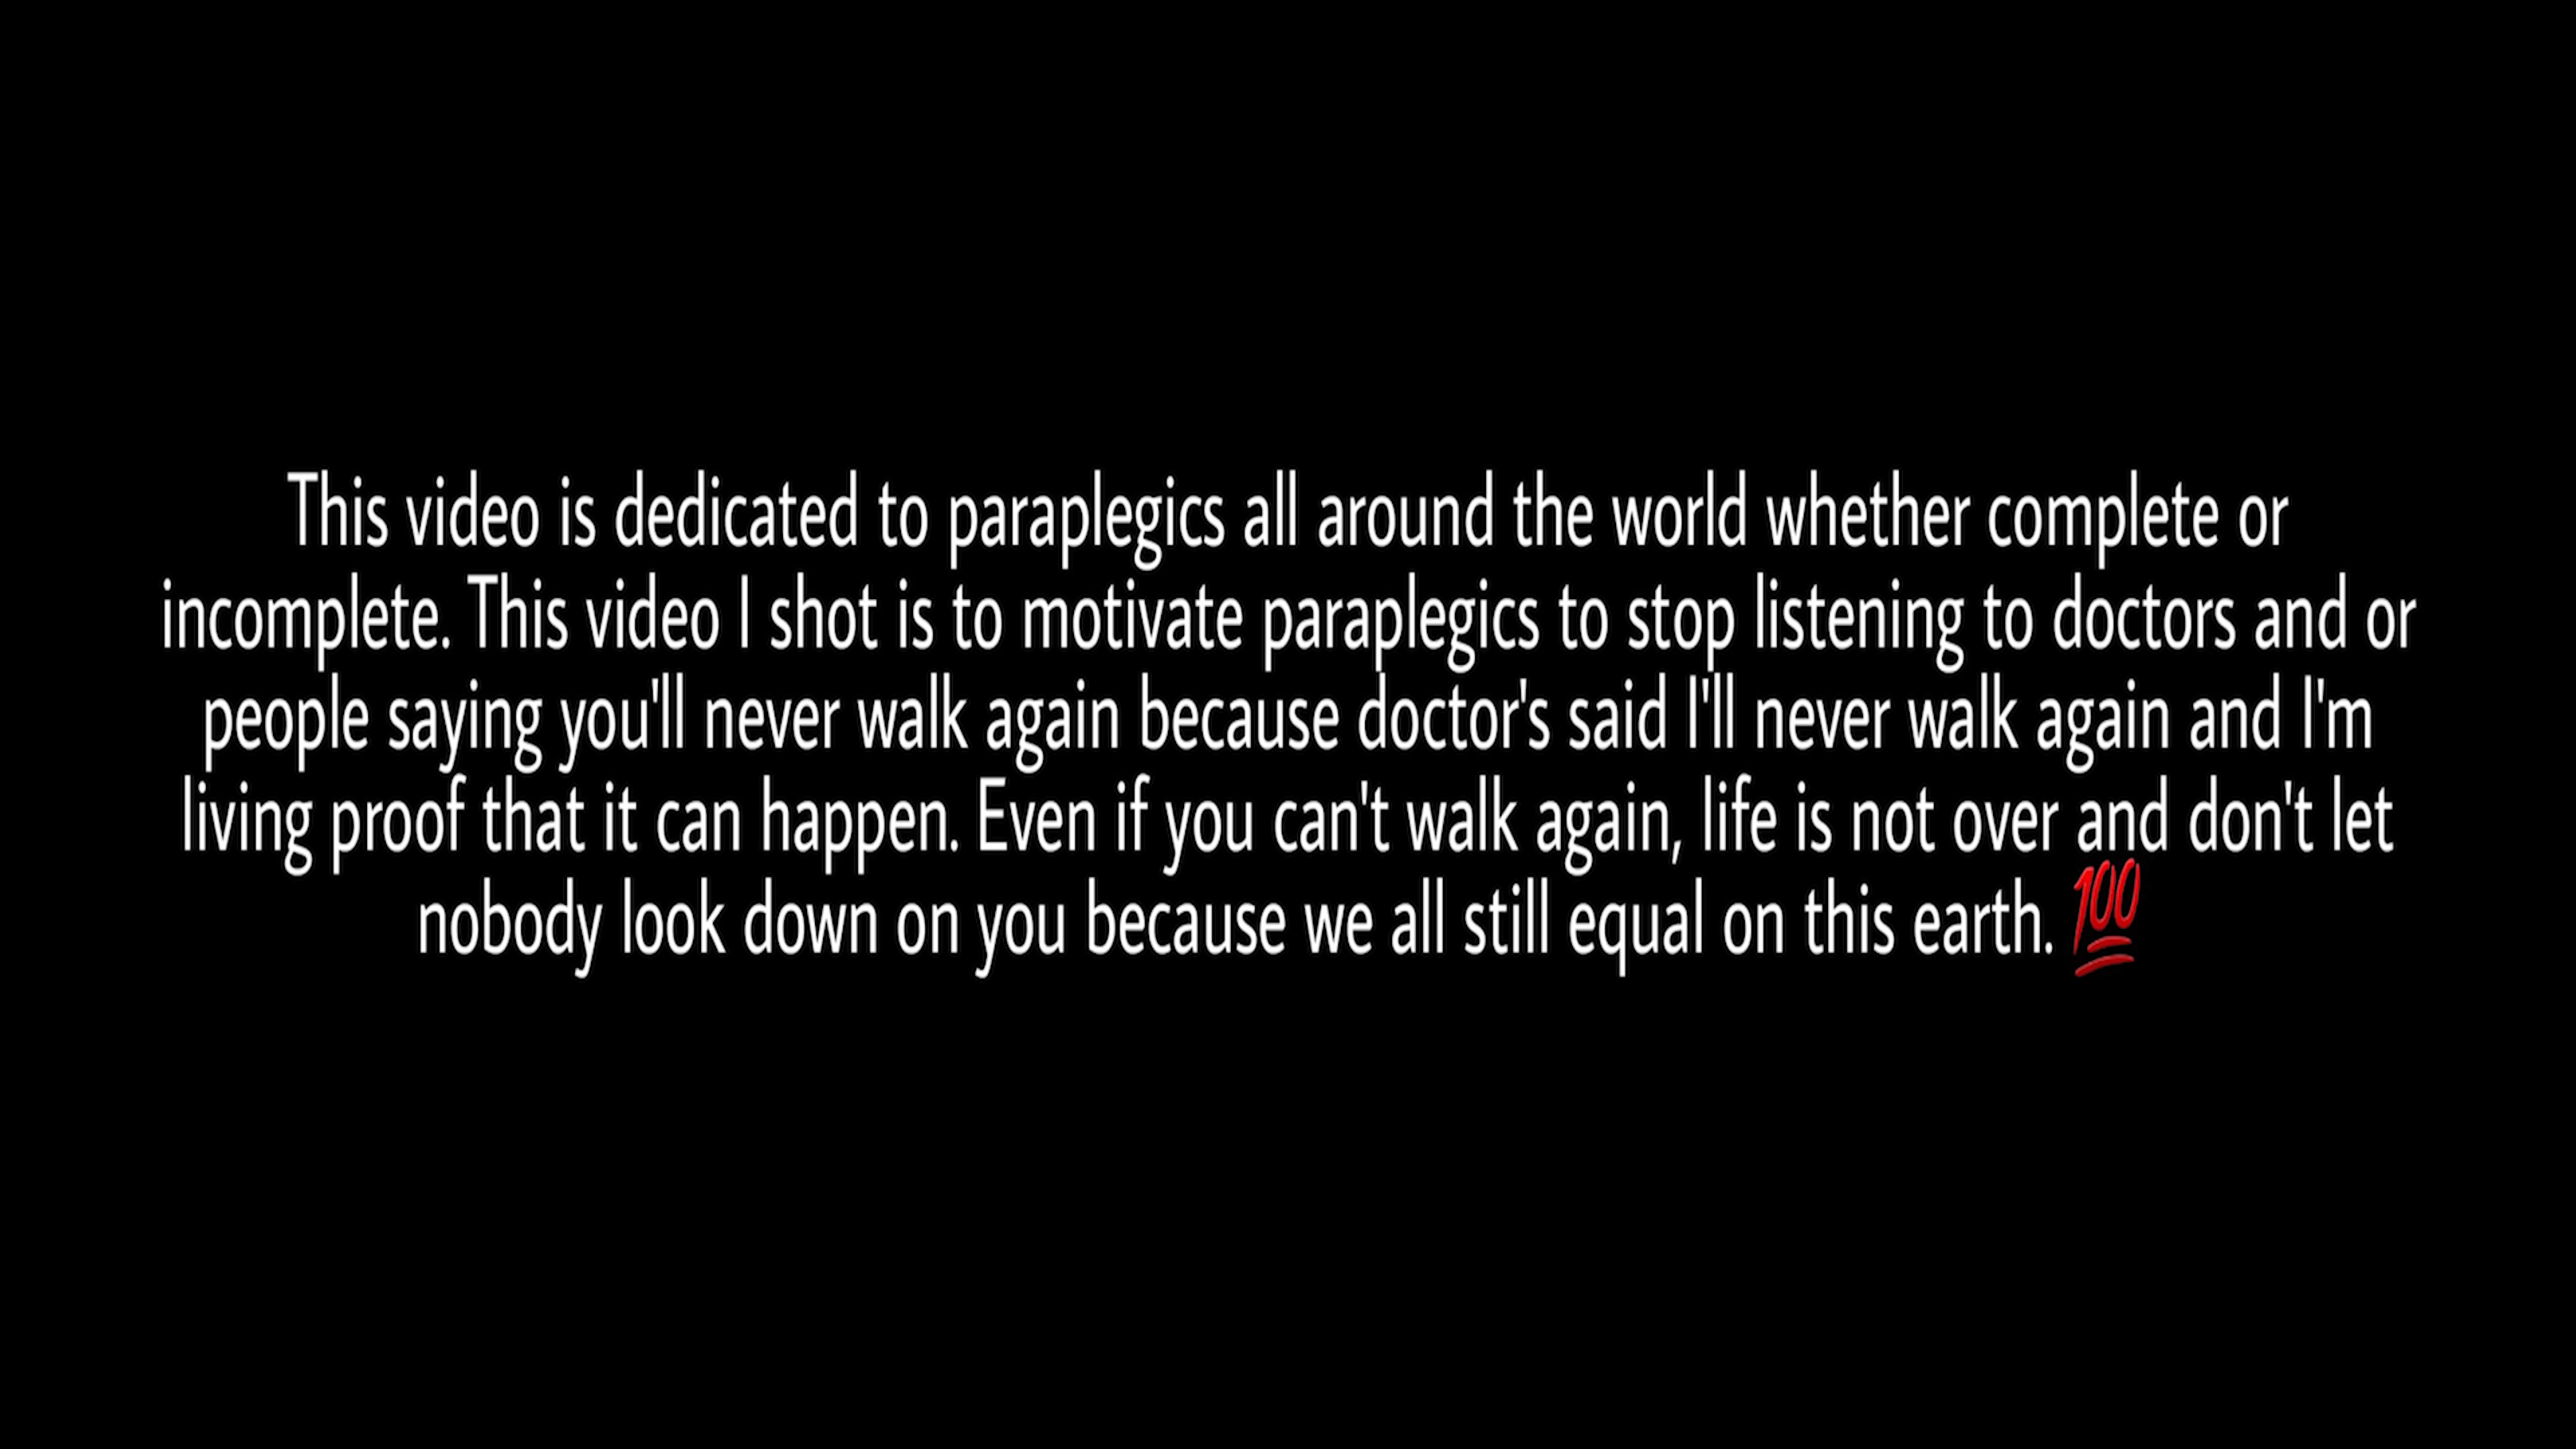 This video is dedicated to paraplegics all around the world whether complete or
incomplete. This video I shot is to motivate paraplegics to stop listening to doctors and or
people saying you'll never walk again because doctor's said I'll never walk again and I'm
living proof that it can happen. Even if you can't walk again, life is not over and don't let
nobody look down on you because we all still equal on this earth. 💯